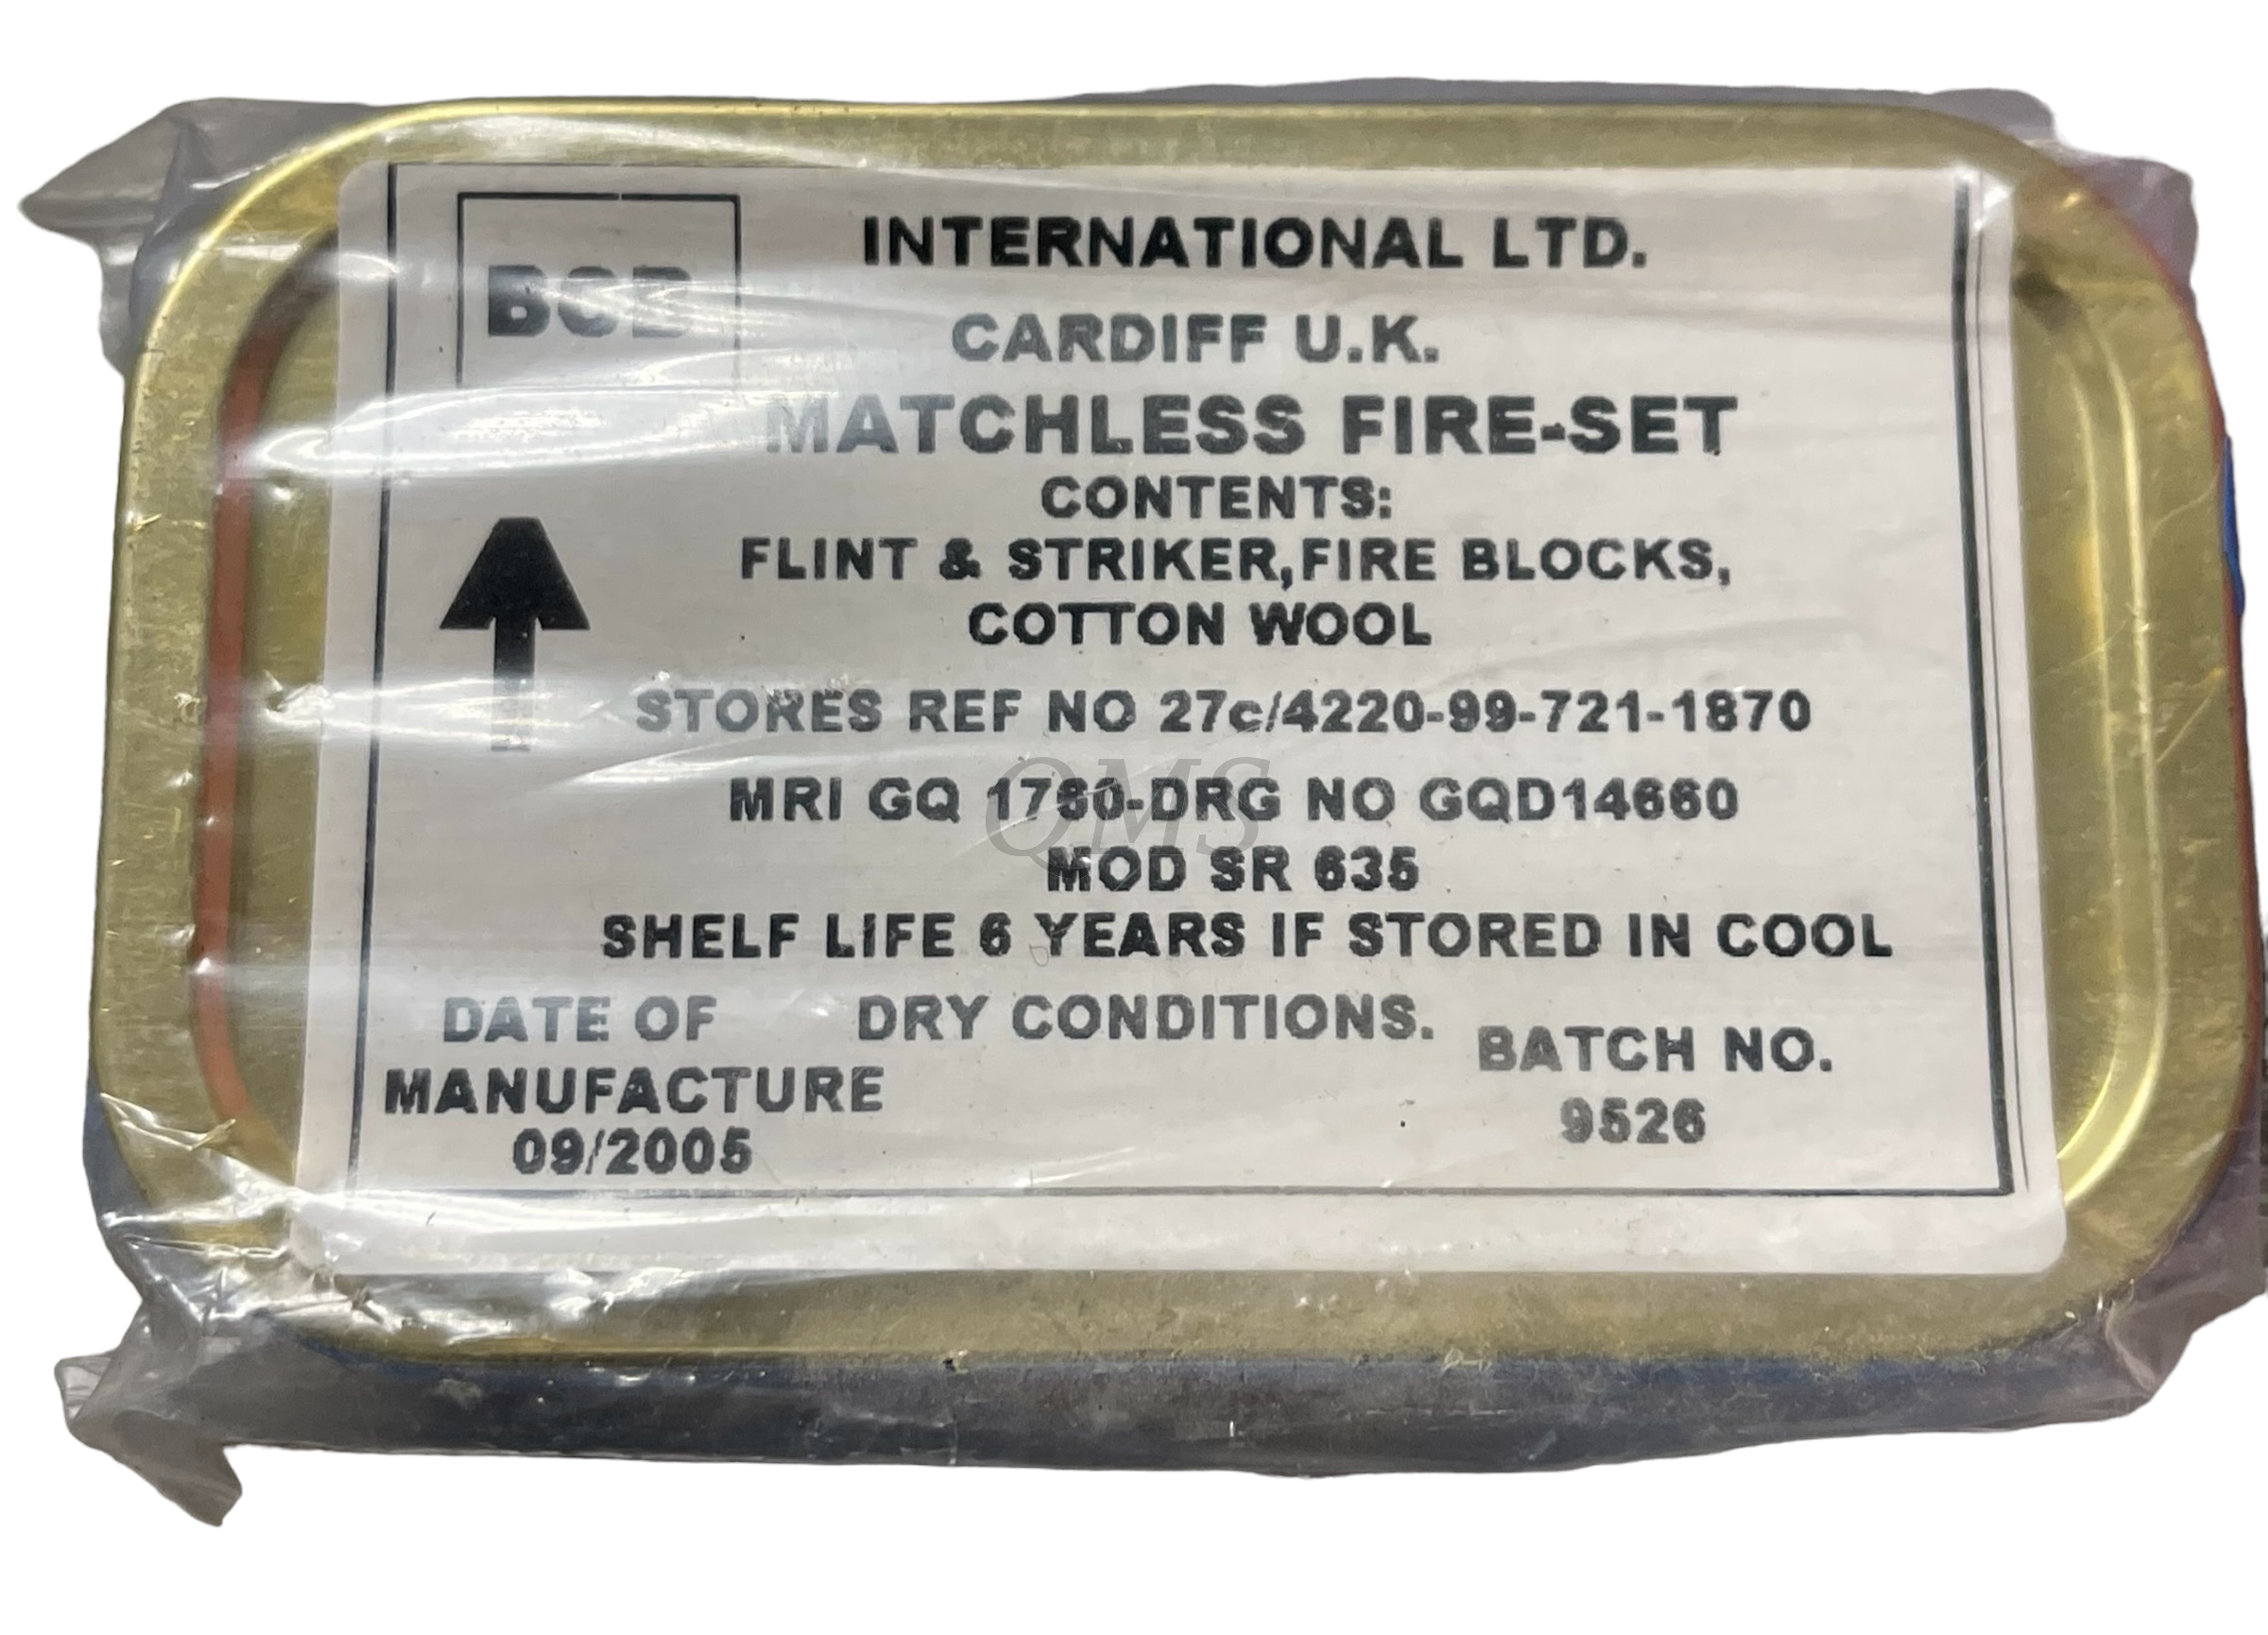 BCB
INTERNATIONAL LTD.
CARDIFF U.K.
MATCHLESS FIRE-SET
CONTENTS:
FLINT & STRIKER,FIRE BLOCKS,
COTTON WOOL
STORES REF NO 27c/4220-99-721-1870
MRI GQ 1760-DRG NO GQD14660
QMS
MOD SR 635
SHELF LIFE 6 YEARS IF STORED IN COOL
DRY CONDITIONS.
DATE OF
MANUFACTURE
09/2005
BATCH NO.
9526